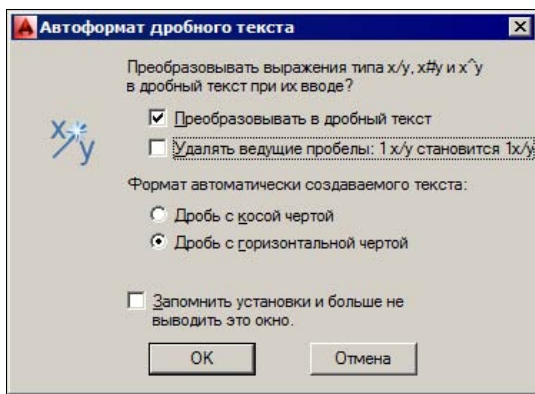 Автоформат дробного текста
Преобразовывать выражения типа x/y, x#y и x^y
в дробный текст при их вводе?
x/y
Преобразовывать в дробный текст
Удалять ведущие пробелы: 1 x/y становится 1x/y
Формат автоматически создаваемого текста:
Дробь с косой чертой
Дробь с горизонтальной чертой
Запомнить установки и больше не
выводить это окно.
OK Отмена